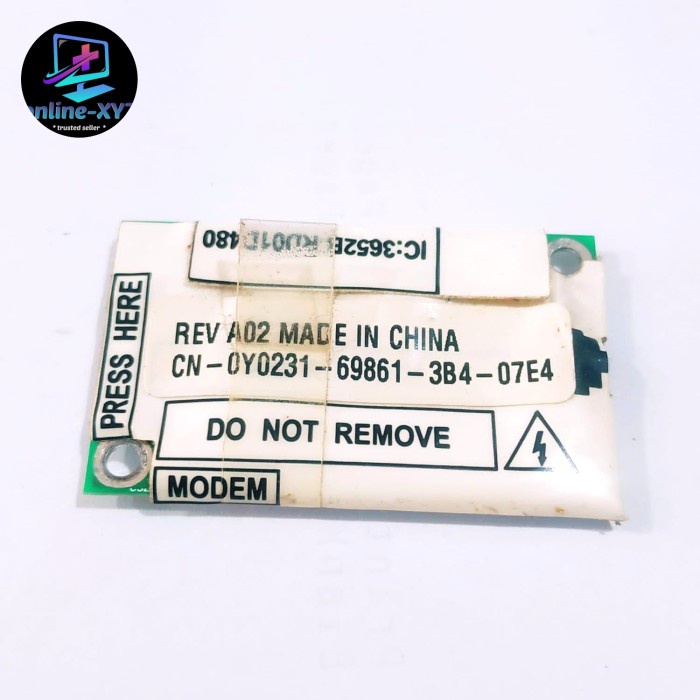 online-XYZ
* trusted seller *
IC:3652B-RD01D480
REV A02 MADE IN CHINA
CN-0Y0231-69861-3B4-07E4
PRESS HERE
DO NOT REMOVE
MODEM